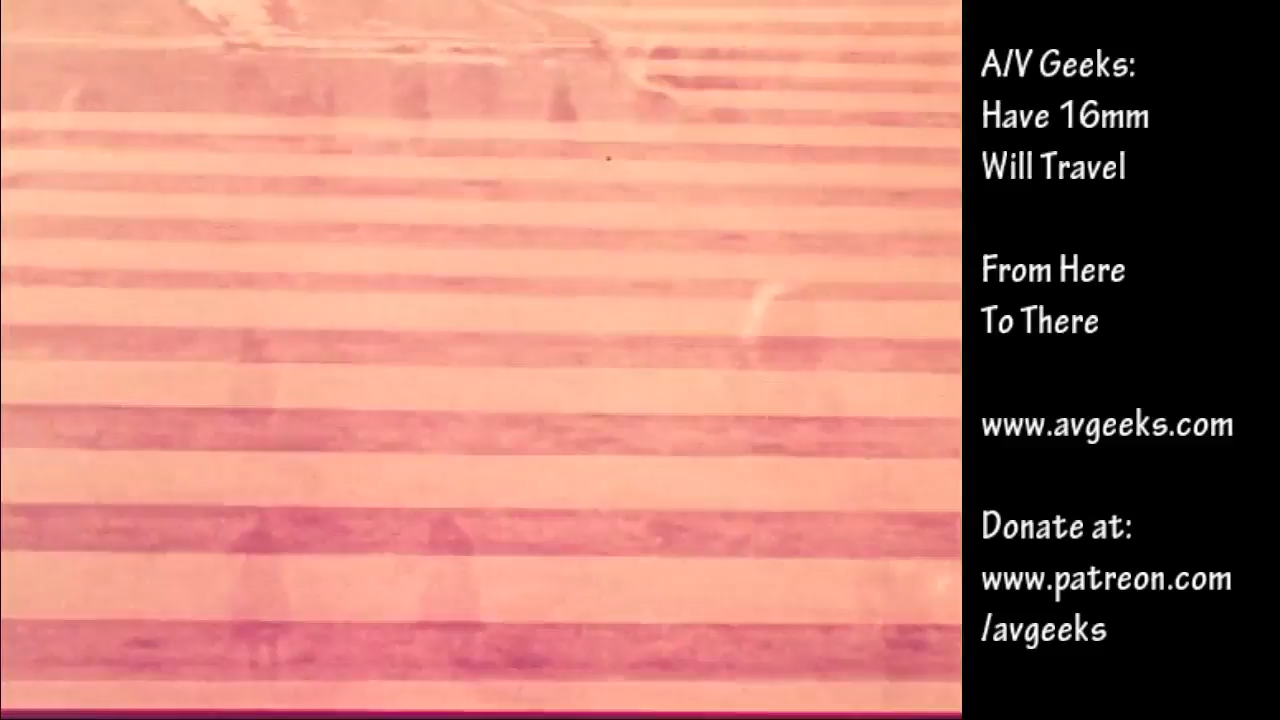 A/V Geeks:
Have 16mm
Will Travel
From Here
To There
www.avgeeks.com
Donate at:
www.patreon.com
/avgeeks